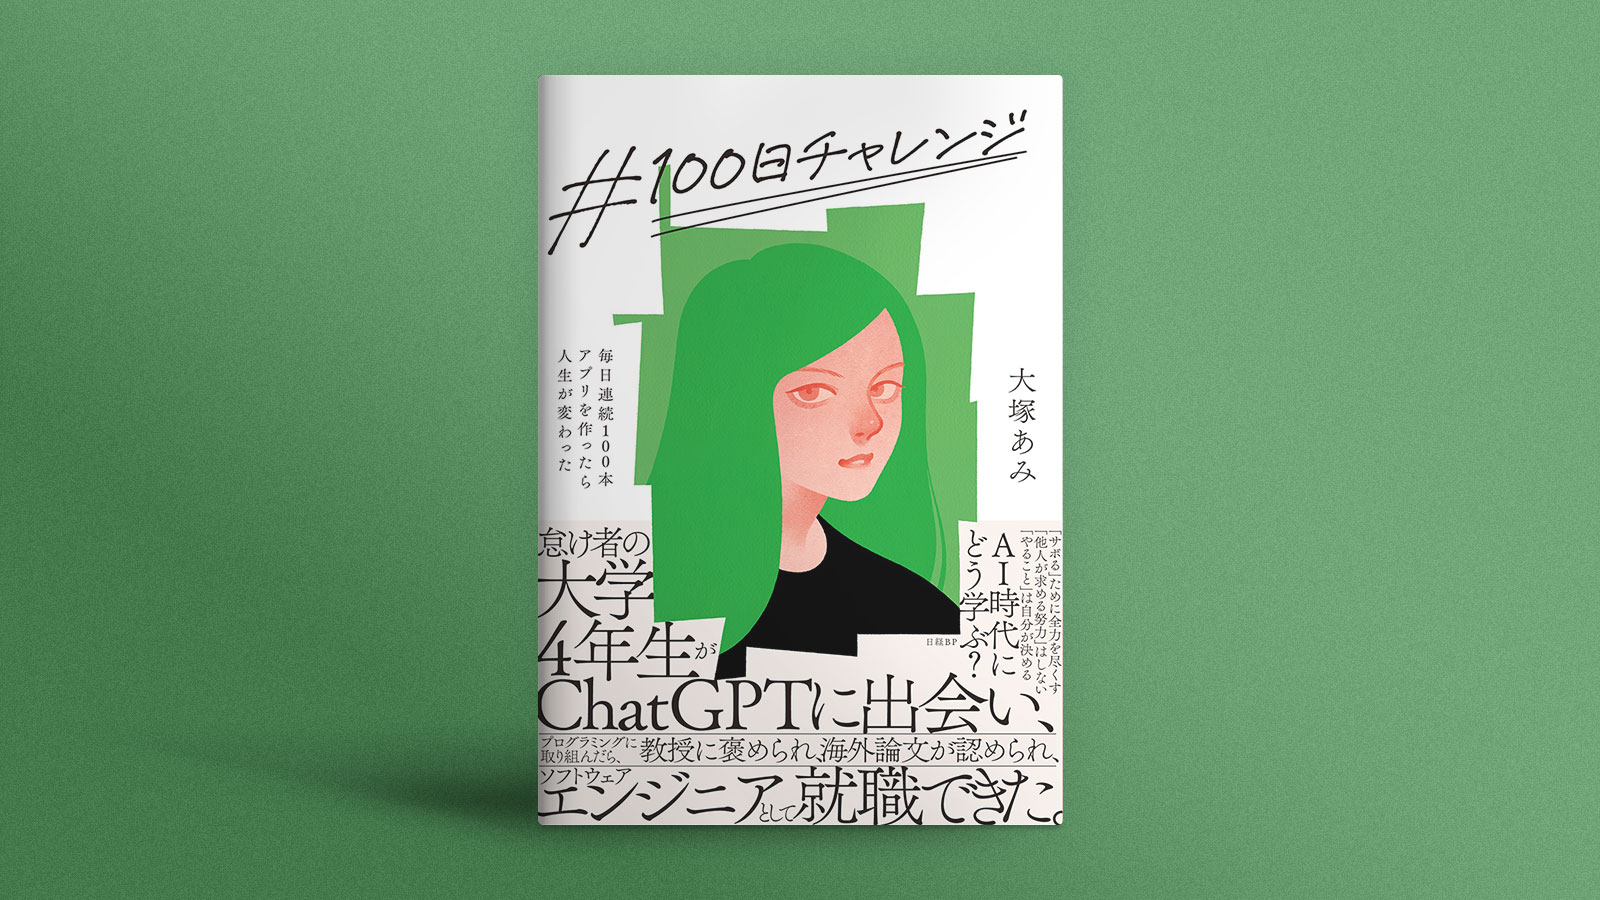 #100日チャレンジ
毎日連続100本
アプリを作ったら
人生が変わった
大塚あみ
「サボる」ために全力を尽くす
「他人が求める努力」はしない
「やること」は自分が決める
AI時代に
どう学ぶ?
日経BP
怠け者の
大学
4年生が
ChatGPTに出会い、
プログラミングに
取り組んだら、
教授に褒められ、海外論文が認められ、
ソフトウェア
エンジニアとして就職できた。